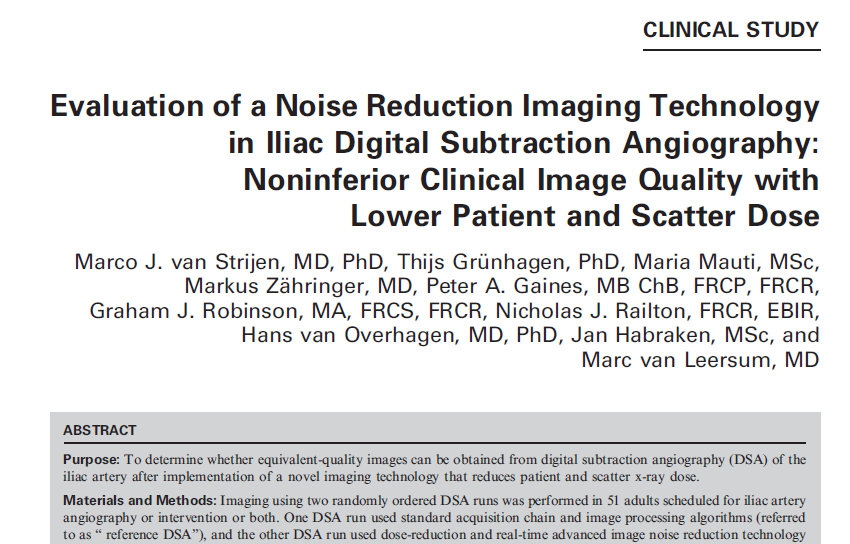 CLINICAL STUDY
Evaluation of a Noise Reduction Imaging Technology
in Iliac Digital Subtraction Angiography:
Noninferior Clinical Image Quality with
Lower Patient and Scatter Dose
Marco J. van Strijen, MD, PhD, Thijs Grünhagen, PhD, Maria Mauti, MSc,
Markus Zähringer, MD, Peter A. Gaines, MB ChB, FRCP, FRCR,
Graham J. Robinson, MA, FRCS, FRCR, Nicholas J. Railton, FRCR, EBIR,
Hans van Overhagen, MD, PhD, Jan Habraken, MSc, and
Marc van Leersum, MD
ABSTRACT
Purpose: To determine whether equivalent-quality images can be obtained from digital subtraction angiography (DSA) of the
iliac artery after implementation of a novel imaging technology that reduces patient and scatter x-ray dose.
Materials and Methods: Imaging using two randomly ordered DSA runs was performed in 51 adults scheduled for iliac artery
angiography or intervention or both. One DSA run used standard acquisition chain and image processing algorithms (referred
to as “ reference DSA”), and the other DSA run used dose-reduction and real-time advanced image noise reduction technology